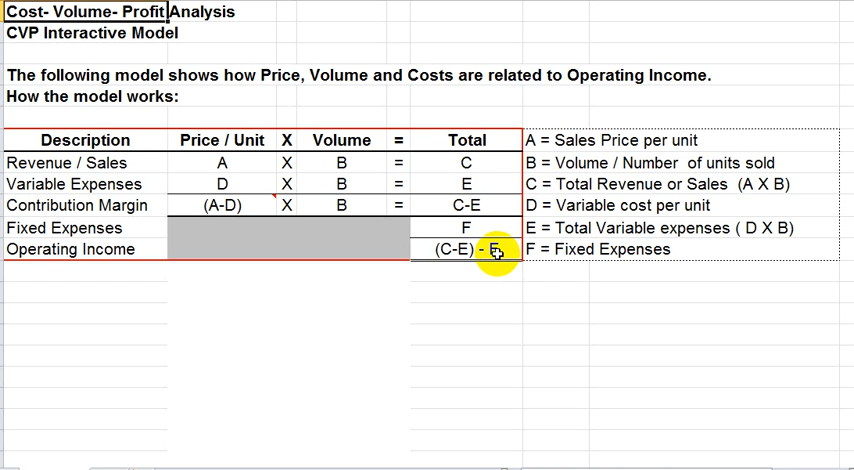 Cost- Volume- Profit Analysis
CVP Interactive Model
The following model shows how Price, Volume and Costs are related to Operating Income.
How the model works:
Description Price / Unit X Volume = Total A = Sales Price per unit
Revenue / Sales A X B = C B = Volume / Number of units sold
Variable Expenses D X B = E C = Total Revenue or Sales (A X B)
Contribution Margin (A-D) X B = C-E D = Variable cost per unit
Fixed Expenses F E = Total Variable expenses ( D X B)
Operating Income (C-E) - F F = Fixed Expenses